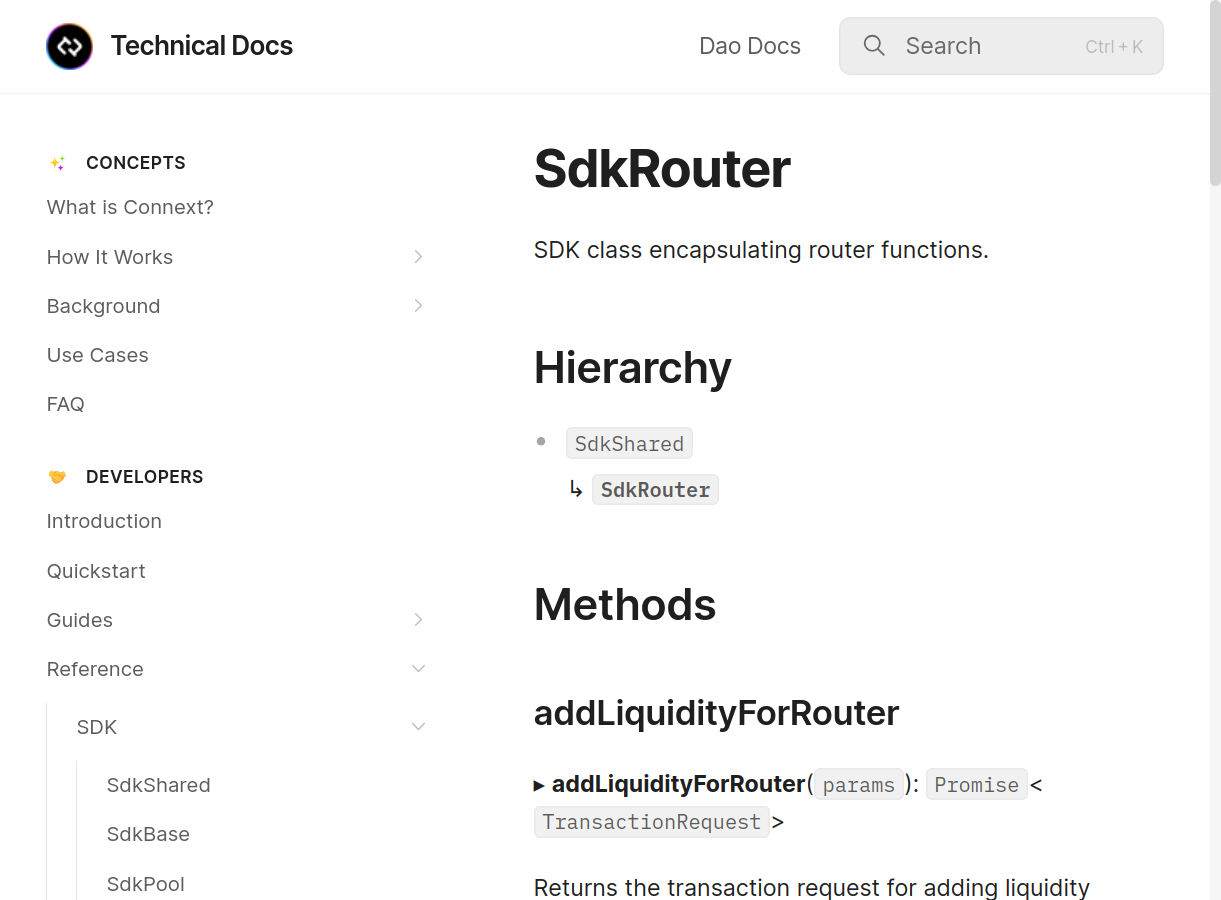 Technical Docs
Dao Docs
Search
Ctrl + K
CONCEPTS
What is Connext?
How It Works
Background
Use Cases
FAQ
DEVELOPERS
Introduction
Quickstart
Guides
Reference
SDK
SdkShared
SdkBase
SdkPool
SdkRouter
SDK class encapsulating router functions.
Hierarchy
• SdkShared
↳ SdkRouter
Methods
addLiquidityForRouter
▸ addLiquidityForRouter(params): Promise<
TransactionRequest>
Returns the transaction request for adding liquidity